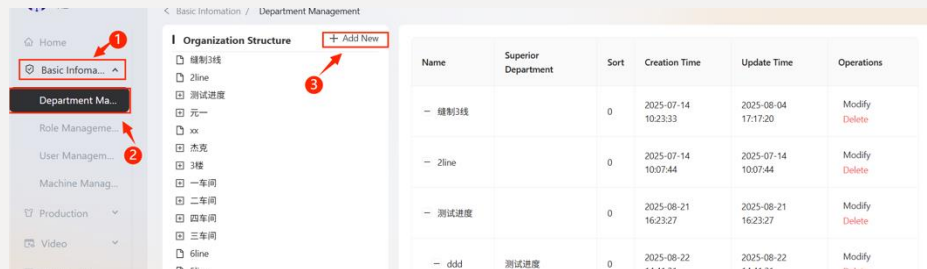 < Basic Infomation / Department Management
Home
1
Basic Infoma...
Department Ma...
2
Role Manageme...
User Managem...
Machine Manag...
Production
Video
Organization Structure
+ Add New
3
缝制3线
2line
测试进度
元一
xx
杰克
3楼
一车间
二车间
四车间
三车间
6line
Name Superior Department Sort Creation Time Update Time Operations
缝制3线 0 2025-07-14 10:23:33 2025-08-04 17:17:20 Modify Delete
2line 0 2025-07-14 10:07:44 2025-07-14 10:07:44 Modify Delete
测试进度 0 2025-08-21 16:23:27 2025-08-21 16:23:27 Modify Delete
ddd 测试进度 0 2025-08-22 2025-08-22 Modify